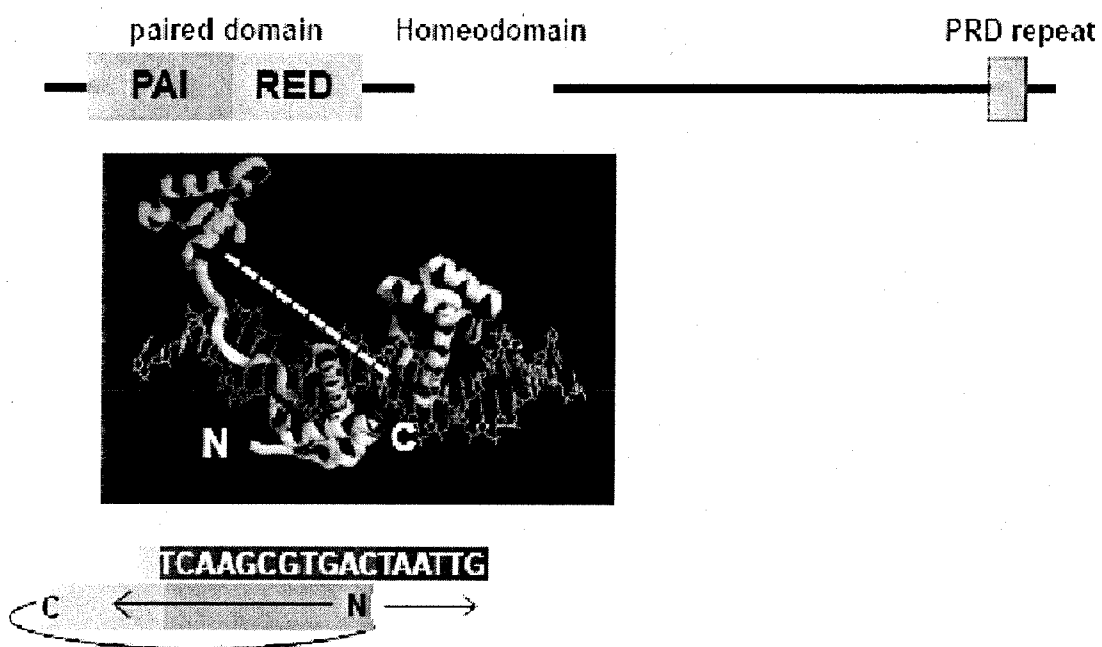 paired domain Homeodomain PRD repeat
PAI RED
N C
TCAAGCGTGACTAATTG
C N